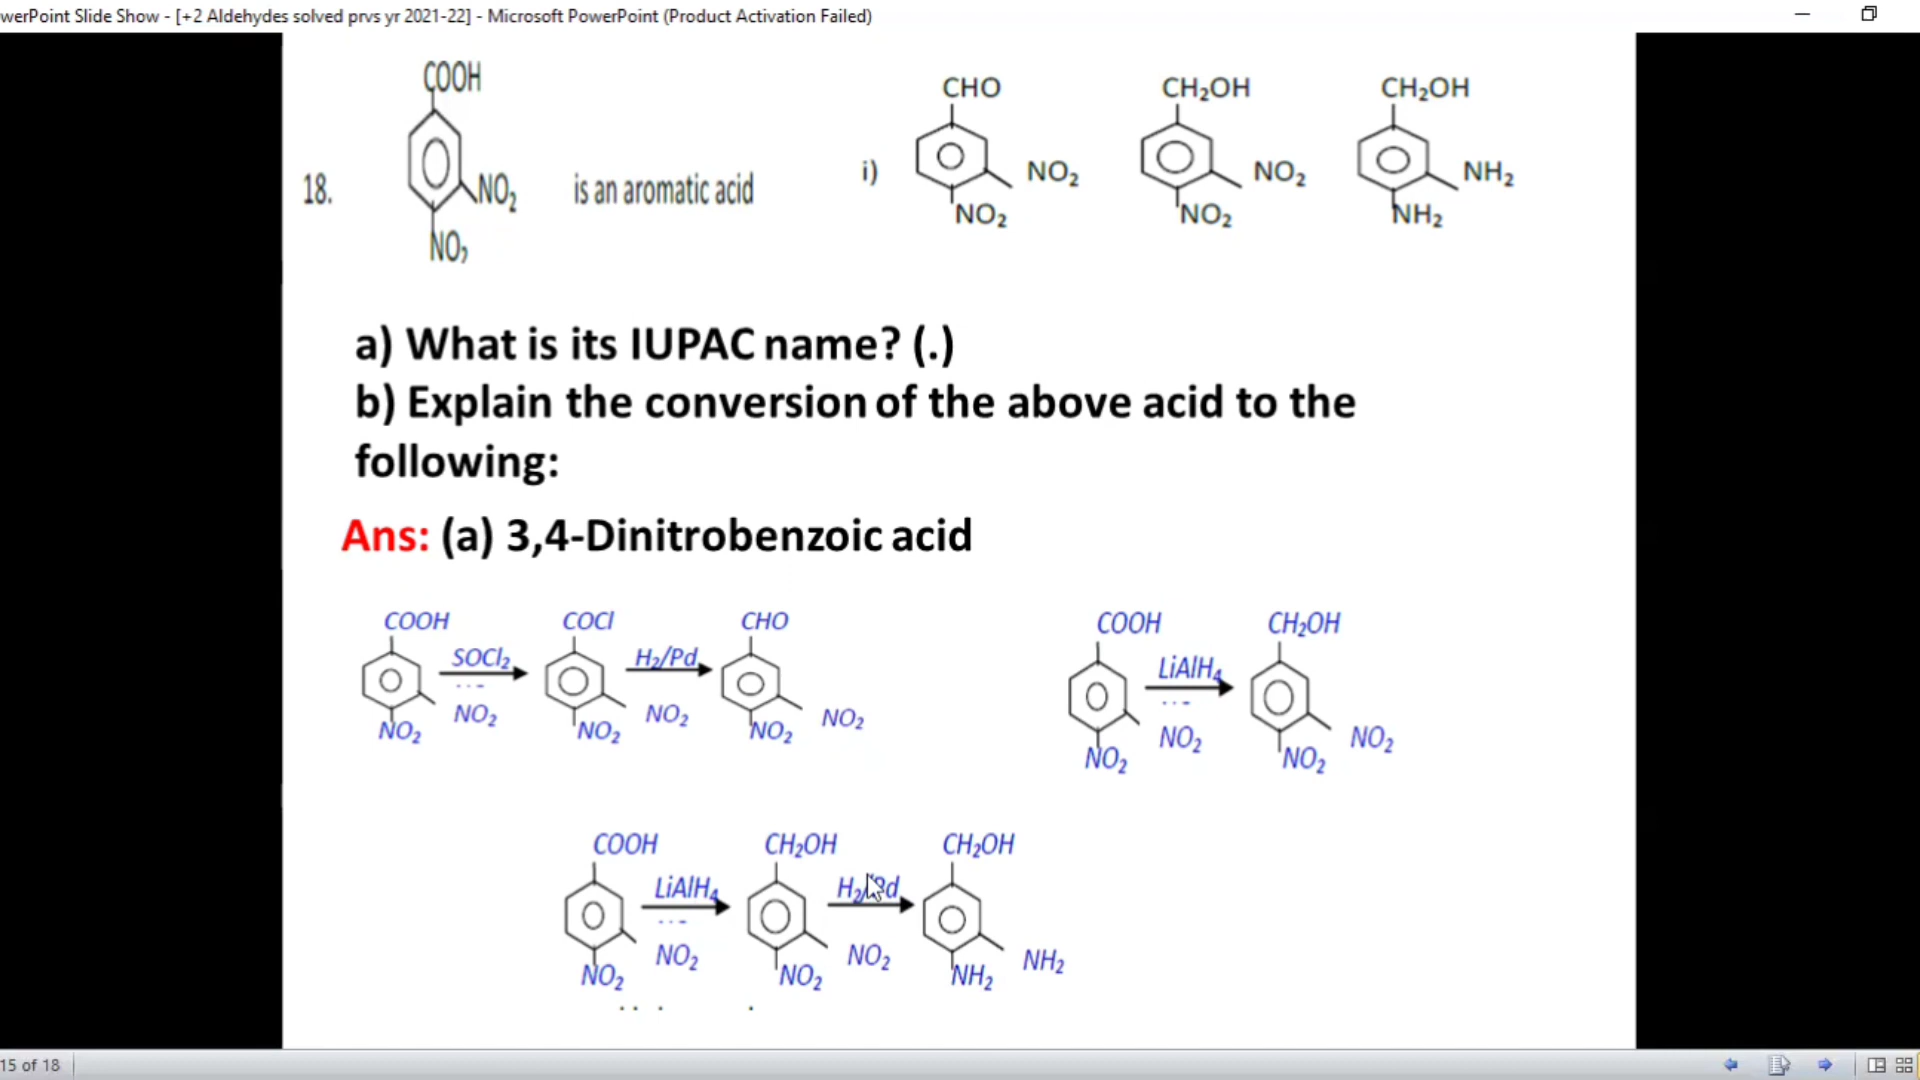 werPoint Slide Show - [+2 Aldehydes solved prvs yr 2021-22] - Microsoft PowerPoint (Product Activation Failed)
COOH
18.
NO₂
NO₂
is an aromatic acid
i)
CHO
NO₂
NO₂
CH₂OH
NO₂
NO₂
CH₂OH
NH₂
NH₂
a) What is its IUPAC name? (.)
b) Explain the conversion of the above acid to the
following:
Ans: (a) 3,4-Dinitrobenzoic acid
COOH
SOCl₂
NO₂
NO₂
COCl
H₂/Pd
NO₂
NO₂
CHO
NO₂
NO₂
COOH
LiAlH₄
NO₂
NO₂
CH₂OH
NO₂
NO₂
COOH
LiAlH₄
NO₂
NO₂
CH₂OH
H₂/Pd
NO₂
NO₂
CH₂OH
NH₂
NH₂
15 of 18